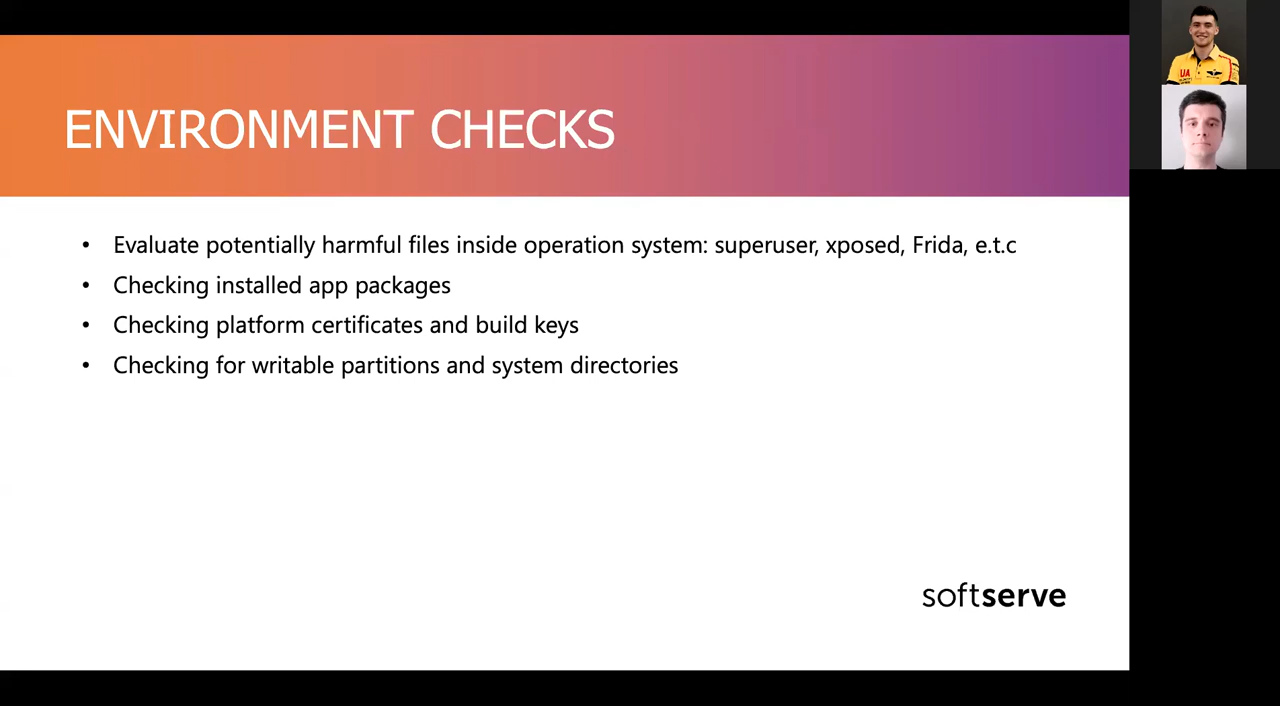 ENVIRONMENT CHECKS
• Evaluate potentially harmful files inside operation system: superuser, xposed, Frida, e.t.c
• Checking installed app packages
• Checking platform certificates and build keys
• Checking for writable partitions and system directories
softserve
UA